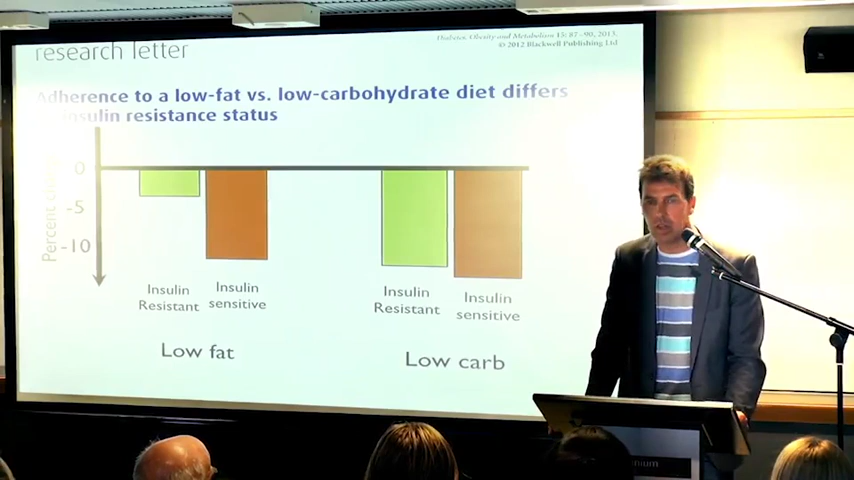 research letter
Diabetes, Obesity and Metabolism 15: 87–90, 2013.
© 2012 Blackwell Publishing Ltd
Adherence to a low-fat vs. low-carbohydrate diet differs
insulin resistance status
Percent
0
-5
-10
Insulin
Resistant
Insulin
sensitive
Insulin
Resistant
Insulin
sensitive
Low fat
Low carb